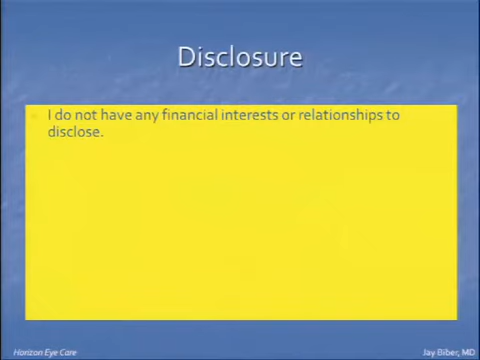 Disclosure
I do not have any financial interests or relationships to
disclose.
Horizon Eye Care
Jay Biber, MD